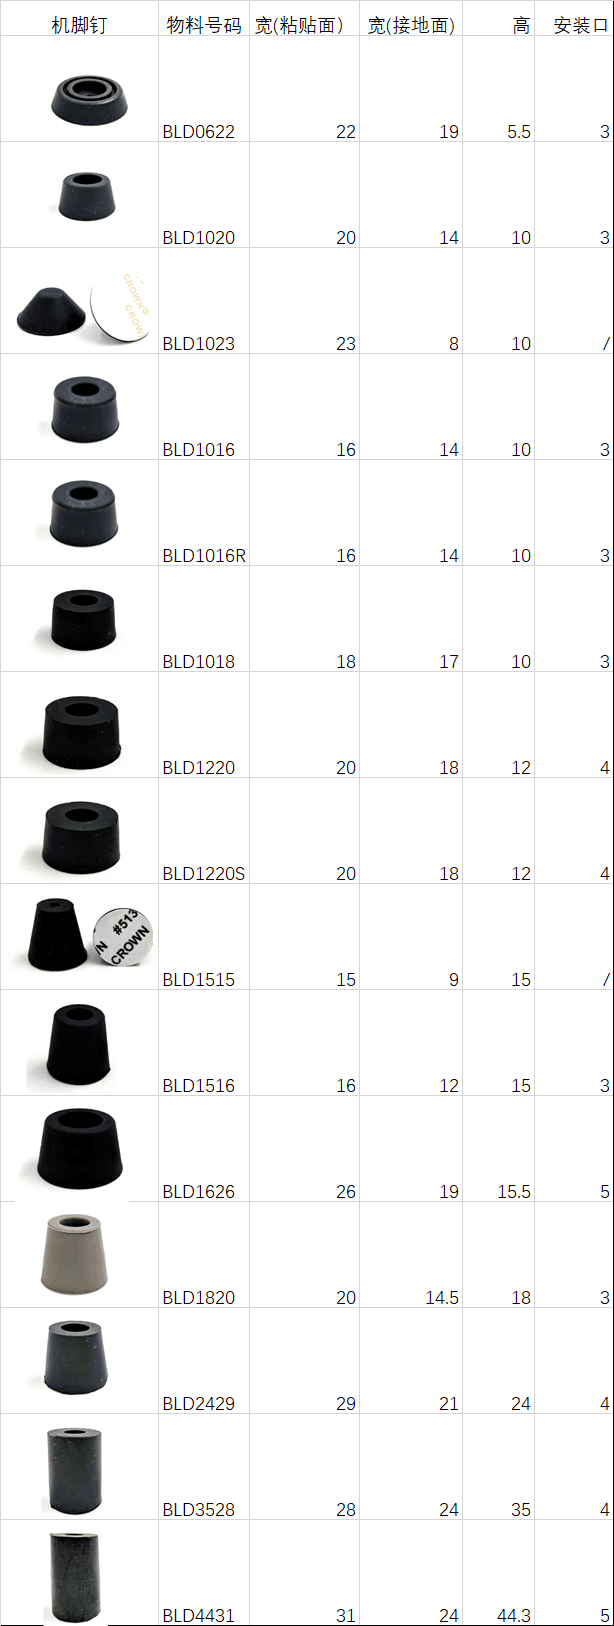 机脚钉 物料号码 宽(粘贴面） 宽(接地面) 高 安装口
BLD0622 22 19 5.5 3
BLD1020 20 14 10 3
CROWN®
CROWN
BLD1023 23 8 10 /
BLD1016 16 14 10 3
BLD1016R 16 14 10 3
BLD1018 18 17 10 3
BLD1220 20 18 12 4
BLD1220S 20 18 12 4
#513
WN CROWN
BLD1515 15 9 15 /
BLD1516 16 12 15 3
BLD1626 26 19 15.5 5
BLD1820 20 14.5 18 3
BLD2429 29 21 24 4
BLD3528 28 24 35 4
BLD4431 31 24 44.3 5